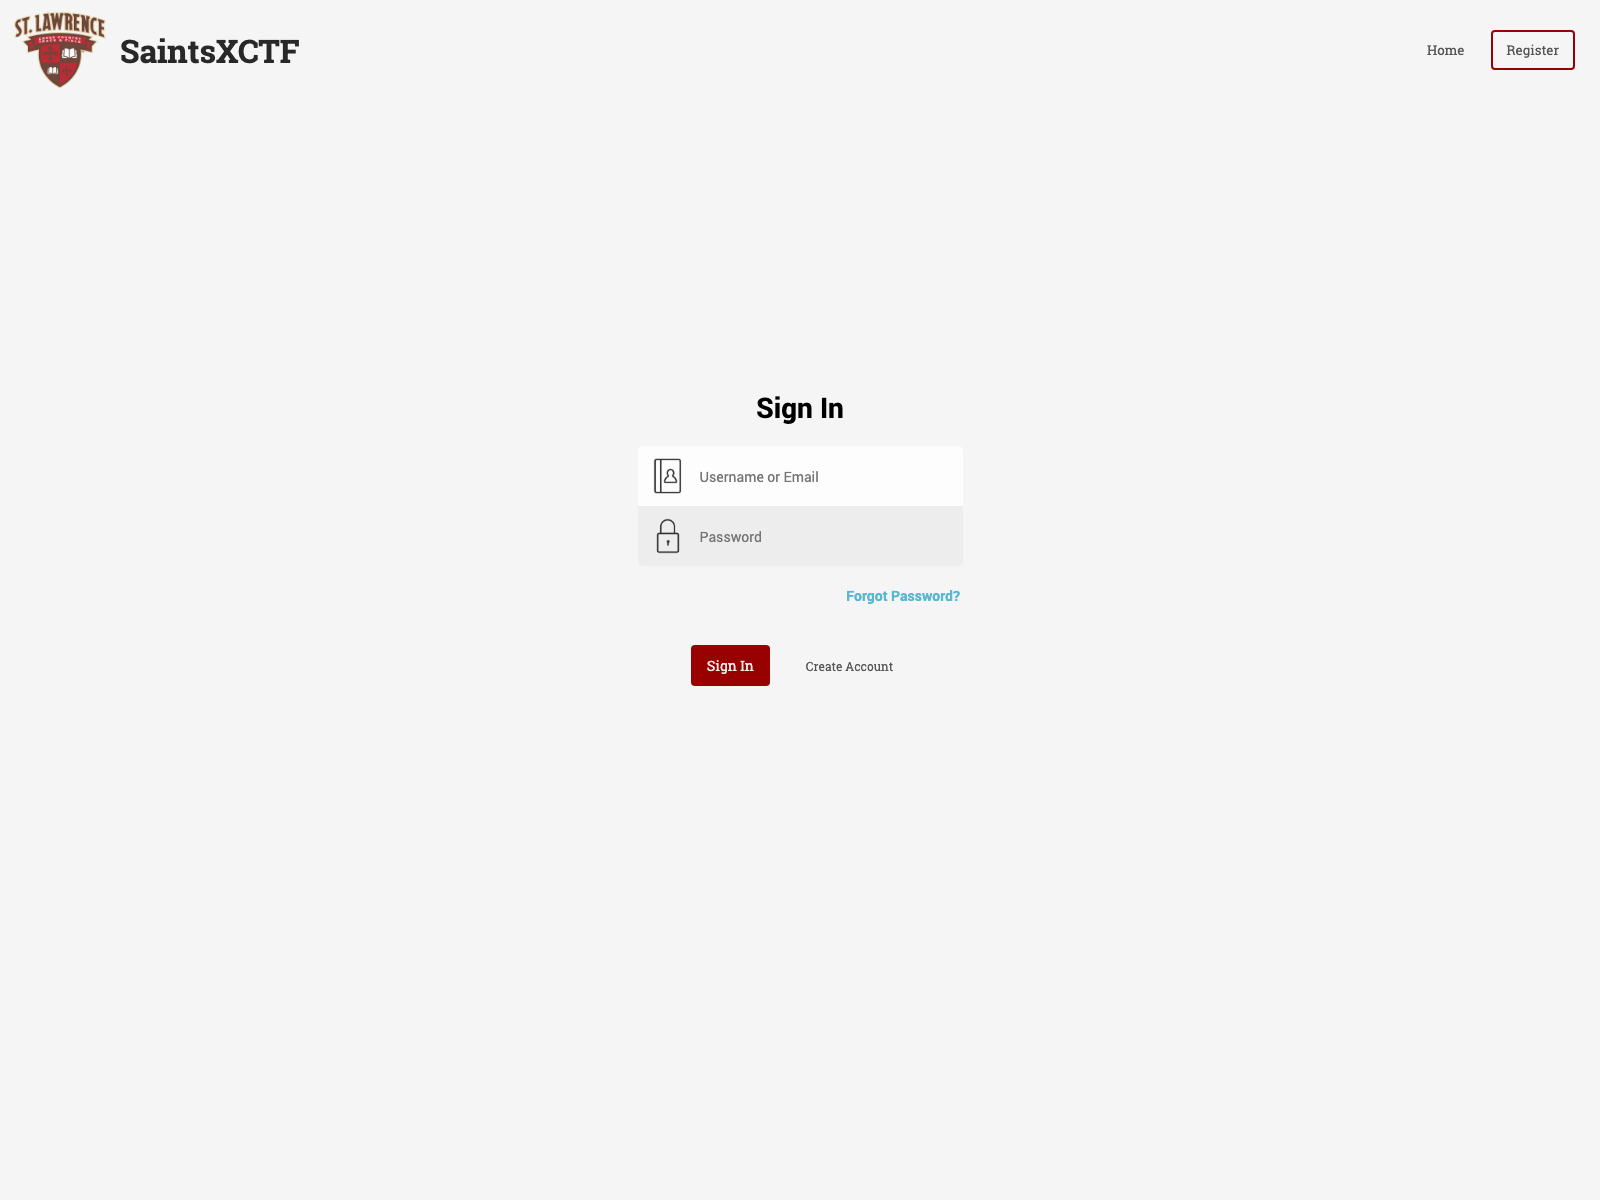 ST. LAWRENCE
SaintsXCTF
Home
Register
Sign In
Username or Email
Password
Forgot Password?
Sign In
Create Account